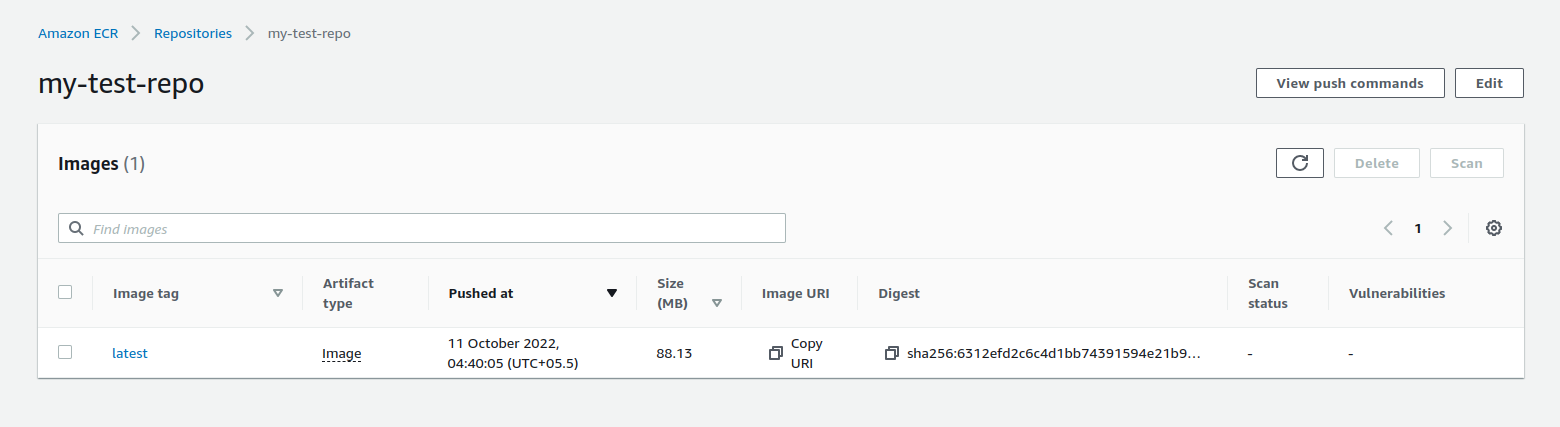 Amazon ECR > Repositories > my-test-repo
my-test-repo
View push commands
Edit
Images (1)
Delete
Scan
Find images
1
Image tag
Artifact type
Pushed at
Size (MB)
Image URI
Digest
Scan status
Vulnerabilities
latest
Image
11 October 2022,
04:40:05 (UTC+05.5)
88.13
Copy URI
sha256:6312efd2c6c4d1bb74391594e21b9...
-
-